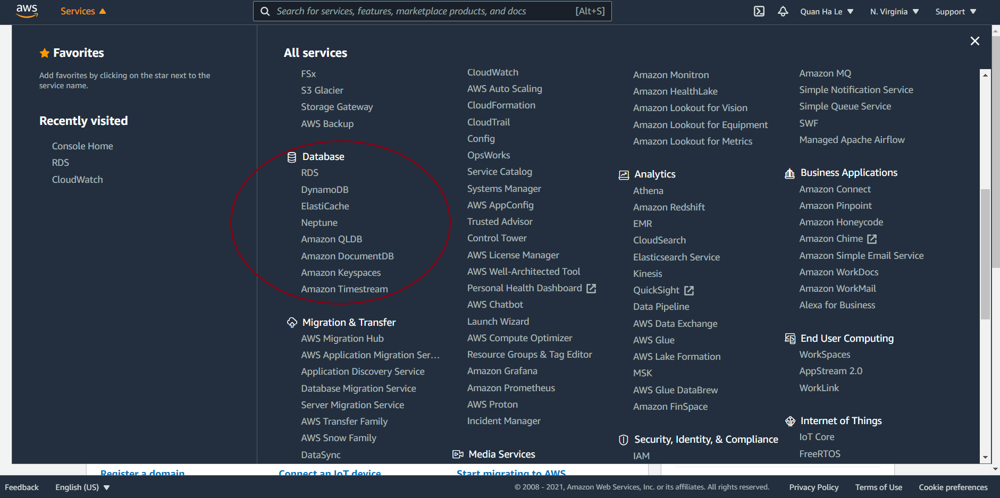 aws
Services
Search for services, features, marketplace products, and docs
[Alt+S]
Quan Ha Le
N. Virginia
Support
Favorites
Add favorites by clicking on the star next to the
service name.
Recently visited
Console Home
RDS
CloudWatch
All services
FSx
S3 Glacier
Storage Gateway
AWS Backup
Database
RDS
DynamoDB
ElastiCache
Neptune
Amazon QLDB
Amazon DocumentDB
Amazon Keyspaces
Amazon Timestream
Migration & Transfer
AWS Migration Hub
AWS Application Migration Ser...
Application Discovery Service
Database Migration Service
Server Migration Service
AWS Transfer Family
AWS Snow Family
DataSync
CloudWatch
AWS Auto Scaling
CloudFormation
CloudTrail
Config
OpsWorks
Service Catalog
Systems Manager
AWS AppConfig
Trusted Advisor
Control Tower
AWS License Manager
AWS Well-Architected Tool
Personal Health Dashboard
AWS Chatbot
Launch Wizard
AWS Compute Optimizer
Resource Groups & Tag Editor
Amazon Grafana
Amazon Prometheus
AWS Proton
Incident Manager
Media Services
Amazon Monitron
Amazon HealthLake
Amazon Lookout for Vision
Amazon Lookout for Equipment
Amazon Lookout for Metrics
Analytics
Athena
Amazon Redshift
EMR
CloudSearch
Elasticsearch Service
Kinesis
QuickSight
Data Pipeline
AWS Data Exchange
AWS Glue
AWS Lake Formation
MSK
AWS Glue DataBrew
Amazon FinSpace
Security, Identity, & Compliance
IAM
Amazon MQ
Simple Notification Service
Simple Queue Service
SWF
Managed Apache Airflow
Business Applications
Amazon Connect
Amazon Pinpoint
Amazon Honeycode
Amazon Chime
Amazon Simple Email Service
Amazon WorkDocs
Amazon WorkMail
Alexa for Business
End User Computing
WorkSpaces
AppStream 2.0
WorkLink
Internet of Things
IoT Core
FreeRTOS
Register a domain
Connect an IoT device
Start migrating to AWS
Feedback
English (US)
© 2008 - 2021, Amazon Web Services, Inc. or its affiliates. All rights reserved.
Privacy Policy
Terms of Use
Cookie preferences